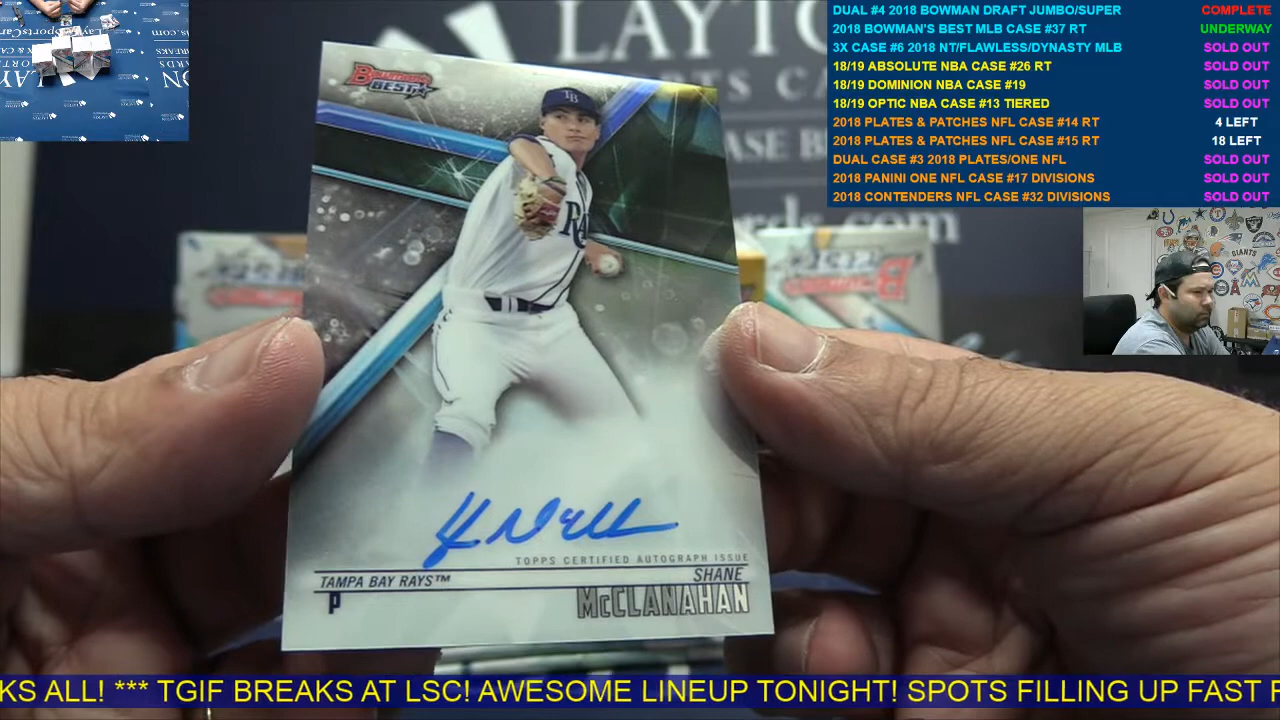 DUAL #4 2018 BOWMAN DRAFT JUMBO/SUPER COMPLETE
2018 BOWMAN'S BEST MLB CASE #37 RT UNDERWAY
3X CASE #6 2018 NT/FLAWLESS/DYNASTY MLB SOLD OUT
18/19 ABSOLUTE NBA CASE #26 RT SOLD OUT
18/19 DOMINION NBA CASE #19 SOLD OUT
18/19 OPTIC NBA CASE #13 TIERED SOLD OUT
2018 PLATES & PATCHES NFL CASE #14 RT 4 LEFT
2018 PLATES & PATCHES NFL CASE #15 RT 18 LEFT
DUAL CASE #3 2018 PLATES/ONE NFL SOLD OUT
2018 PANINI ONE NFL CASE #17 DIVISIONS SOLD OUT
2018 CONTENDERS NFL CASE #32 DIVISIONS SOLD OUT
LAYTO
BOWMAN'S
BEST
TB
RA
TOPPS CERTIFIED AUTOGRAPH ISSUE
TAMPA BAY RAYS™ SHANE
P McCLANAHAN
GIANTS
KS ALL! *** TGIF BREAKS AT LSC! AWESOME LINEUP TONIGHT! SPOTS FILLING UP FAST